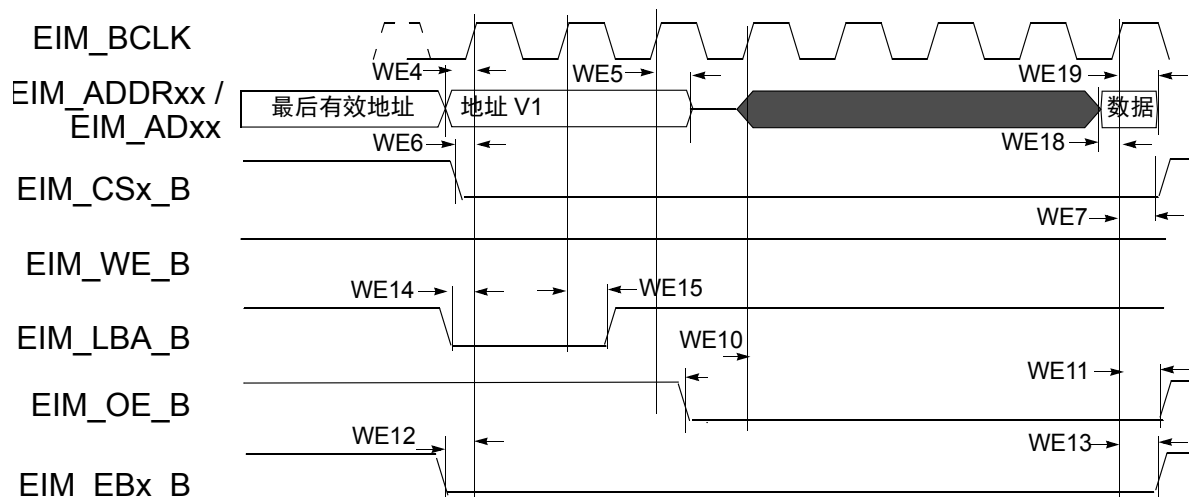 EIM_BCLK
WE4
WE5
WE19
EIM_ADDRxx /
EIM_ADxx
最后有效地址
地址 V1
数据
WE6
WE18
EIM_CSx_B
WE7
EIM_WE_B
WE14
WE15
EIM_LBA_B
WE10
WE11
EIM_OE_B
WE12
WE13
EIM_EBx_B